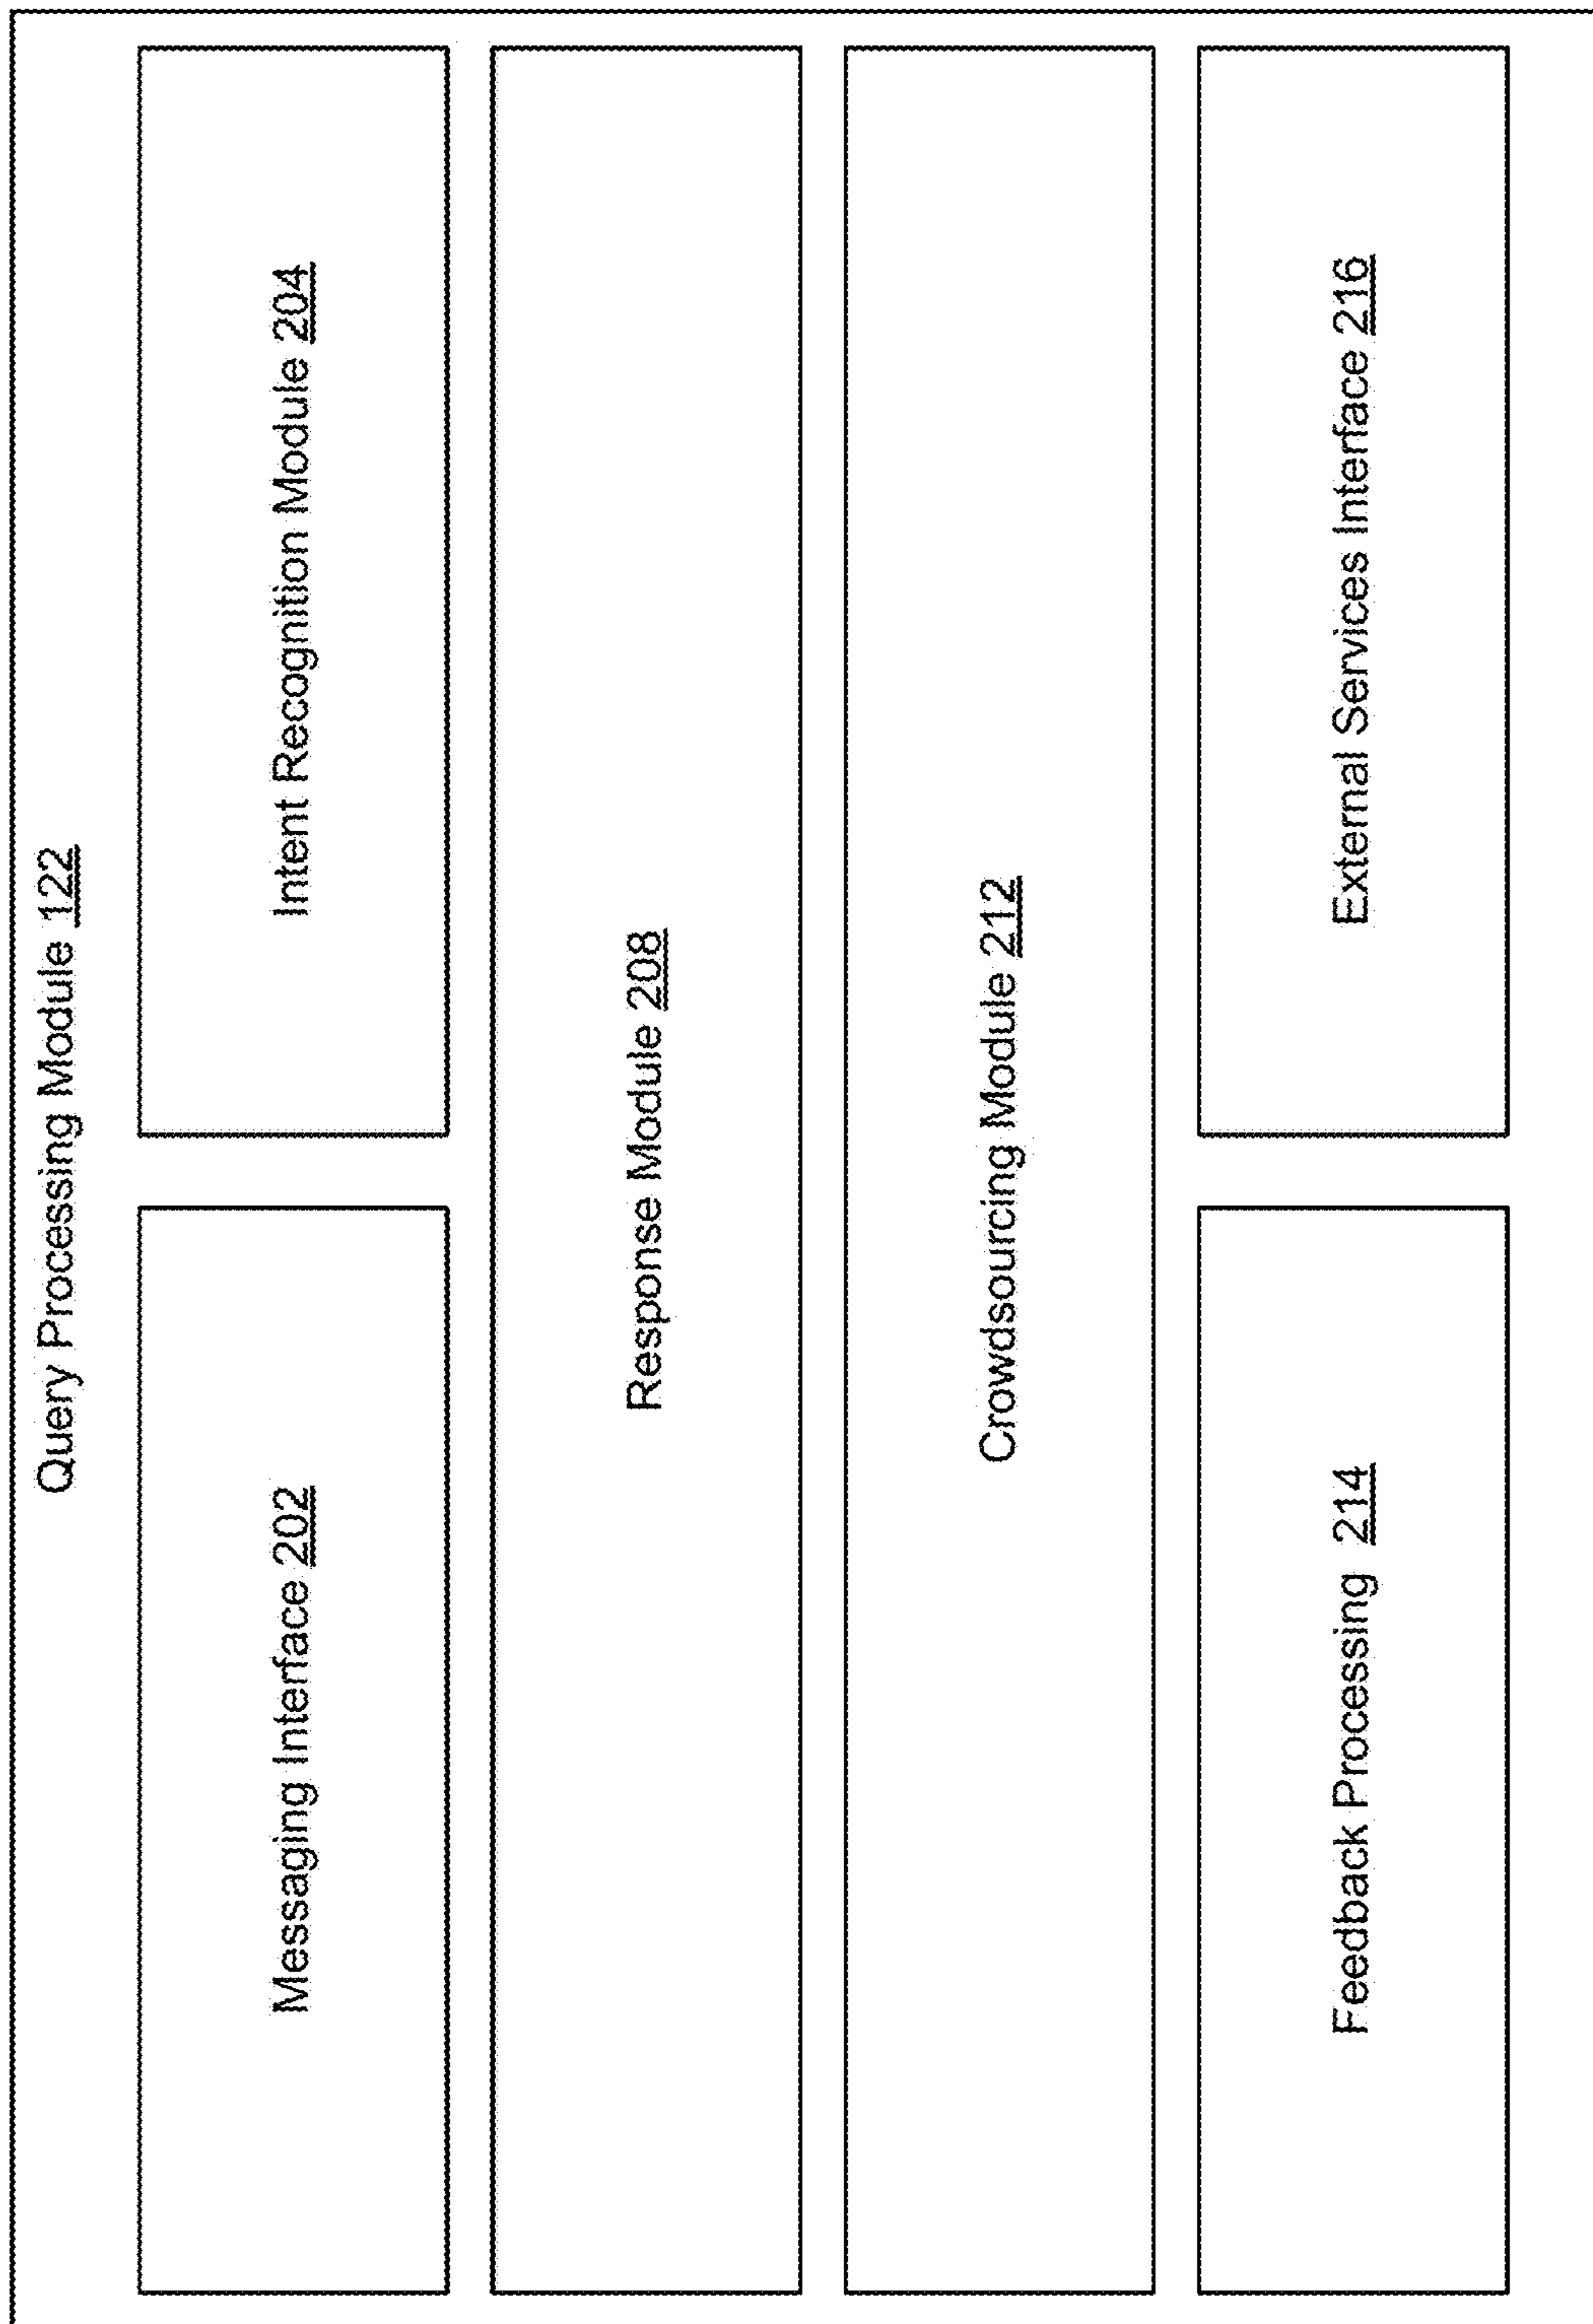 Query Processing Module 122
Messaging Interface 202
Intent Recognition Module 204
Response Module 208
Crowdsourcing Module 212
Feedback Processing 214
External Services Interface 216